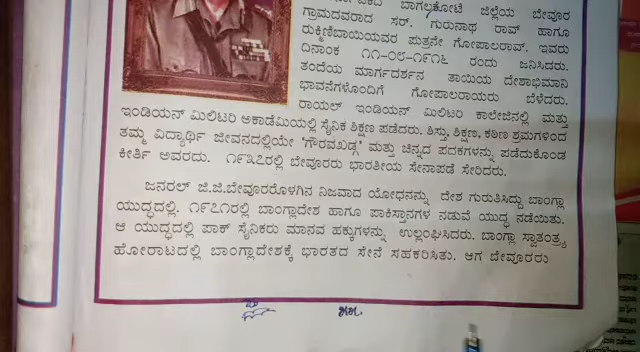 ಬಾಗಲ್ಕೋಟಿ ಜಿಲ್ಲೆಯ ಬೇವೂರ
ಗ್ರಾಮದವರಾದ ಸರ್. ಗುರುನಾಥ ರಾವ್ ಹಾಗೂ
ರುಕ್ಮಿಣಿಬಾಯಿಯವರ ಪುತ್ರನೇ ಗೋಪಾಲರಾವ್. ಇವರು
ದಿನಾಂಕ ೧೧-೦೮-೧೯೧೬ ರಂದು ಜನಿಸಿದರು.
ತಂದೆಯ ಮಾರ್ಗದರ್ಶನ ತಾಯಿಯ ದೇಶಾಭಿಮಾನಿ
ಭಾವನೆಗಳೊಂದಿಗೆ ಗೋಪಾಲರಾಯರು ಬೆಳೆದರು.
ರಾಯಲ್ ಇಂಡಿಯನ್ ಮಿಲಿಟರಿ ಕಾಲೇಜಿನಲ್ಲಿ ಮತ್ತು
ಇಂಡಿಯನ್ ಮಿಲಿಟರಿ ಅಕಾಡೆಮಿಯಲ್ಲಿ ಸೈನಿಕ ಶಿಕ್ಷಣ ಪಡೆದರು. ಶಿಸ್ತು, ಶಿಕ್ಷಣ, ಕಠಿಣ ಶ್ರಮಗಳಿಂದ
ತಮ್ಮ ವಿದ್ಯಾರ್ಥಿ ಜೀವನದಲ್ಲಿಯೇ 'ಗೌರವಖಡ್ಗ' ಮತ್ತು ಚಿನ್ನದ ಪದಕಗಳನ್ನು ಪಡೆದುಕೊಂಡ
ಕೀರ್ತಿ ಅವರದು. ೧೯೩೭ರಲ್ಲಿ ಬೇವೂರರು ಭಾರತೀಯ ಸೇನಾಪಡೆ ಸೇರಿದರು.
ಜನರಲ್ ಜಿ.ಜಿ.ಬೇವೂರರೊಳಗಿನ ನಿಜವಾದ ಯೋಧನನ್ನು ದೇಶ ಗುರುತಿಸಿದ್ದು ಬಾಂಗ್ಲಾ
ಯುದ್ಧದಲ್ಲಿ. ೧೯೭೧ರಲ್ಲಿ ಬಾಂಗ್ಲಾದೇಶ ಹಾಗೂ ಪಾಕಿಸ್ತಾನಗಳ ನಡುವೆ ಯುದ್ಧ ನಡೆಯಿತು.
ಆ ಯುದ್ಧದಲ್ಲಿ ಪಾಕ್ ಸೈನಿಕರು ಮಾನವ ಹಕ್ಕುಗಳನ್ನು ಉಲ್ಲಂಘಿಸಿದರು. ಬಾಂಗ್ಲಾ ಸ್ವಾತಂತ್ರ್ಯ
ಹೋರಾಟದಲ್ಲಿ ಬಾಂಗ್ಲಾದೇಶಕ್ಕೆ ಭಾರತದ ಸೇನೆ ಸಹಕರಿಸಿತು. ಆಗ ಬೇವೂರರು